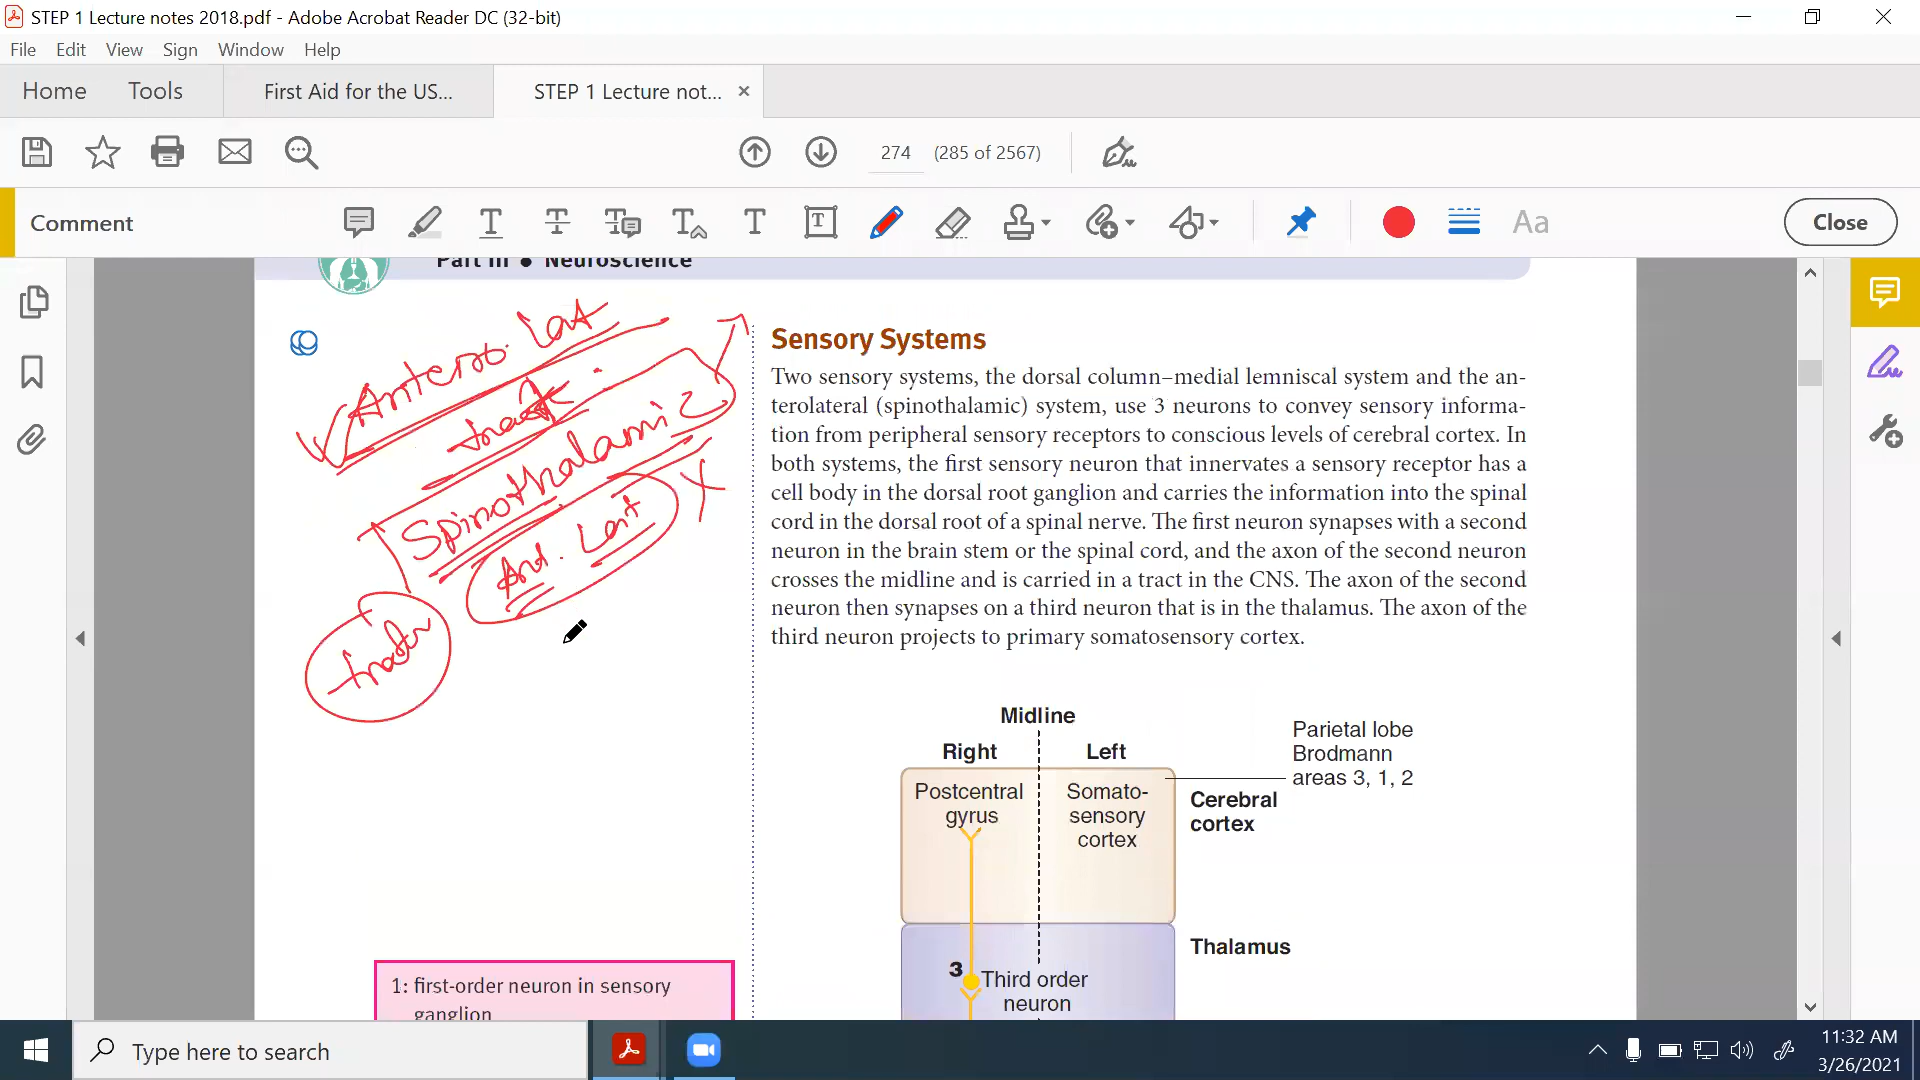 STEP 1 Lecture notes 2018.pdf - Adobe Acrobat Reader DC (32-bit)
File Edit View Sign Window Help
Home Tools First Aid for the US... STEP 1 Lecture not... ×
274 (285 of 2567)
Comment Aa Close
Part III • Neuroscience
Antero. Lat
tract.
Spinothalamic
Ant. Lat
Sensory Systems
Two sensory systems, the dorsal column–medial lemniscal system and the an-
terolateral (spinothalamic) system, use 3 neurons to convey sensory informa-
tion from peripheral sensory receptors to conscious levels of cerebral cortex. In
both systems, the first sensory neuron that innervates a sensory receptor has a
cell body in the dorsal root ganglion and carries the information into the spinal
cord in the dorsal root of a spinal nerve. The first neuron synapses with a second
neuron in the brain stem or the spinal cord, and the axon of the second neuron
crosses the midline and is carried in a tract in the CNS. The axon of the second
neuron then synapses on a third neuron that is in the thalamus. The axon of the
third neuron projects to primary somatosensory cortex.
Midline
Right Left
Parietal lobe
Brodmann
areas 3, 1, 2
Postcentral
gyrus
Somato-
sensory
cortex
Cerebral
cortex
Thalamus
3 Third order
neuron
1: first-order neuron in sensory
ganglion
Type here to search
11:32 AM
3/26/2021